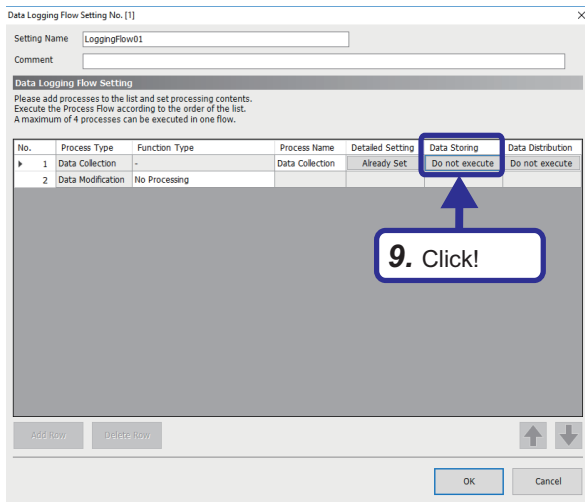 Data Logging Flow Setting No. [1]
Setting Name LoggingFlow01
Comment
Data Logging Flow Setting
Please add processes to the list and set processing contents.
Execute the Process Flow according to the order of the list.
A maximum of 4 processes can be executed in one flow.
No. Process Type Function Type Process Name Detailed Setting Data Storing Data Distribution
1 Data Collection - Data Collection Already Set Do not execute Do not execute
2 Data Modification No Processing
9. Click!
Add Row Delete Row
OK Cancel